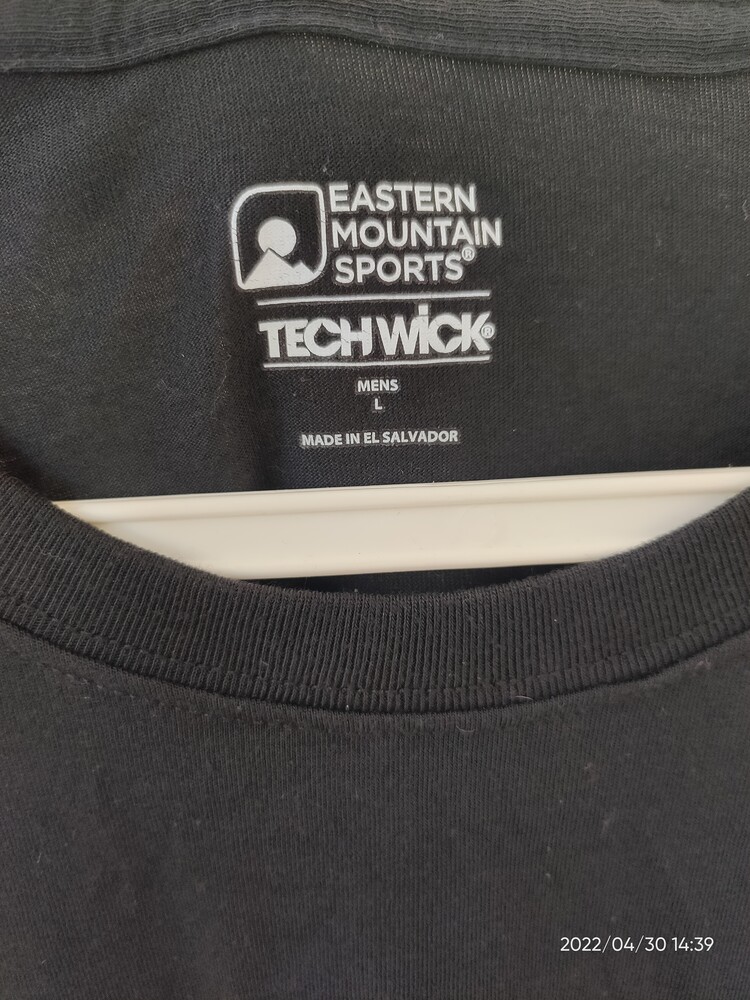 EASTERN
MOUNTAIN
SPORTS®
TECHWICK®
MENS
L
MADE IN EL SALVADOR
2022/04/30 14:39